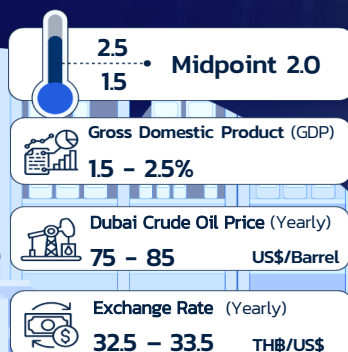 2.5
Midpoint 2.0
1.5
Gross Domestic Product (GDP)
1.5 - 2.5%
Dubai Crude Oil Price (Yearly)
75 - 85 US$/Barrel
Exchange Rate (Yearly)
32.5 – 33.5 THB/US$